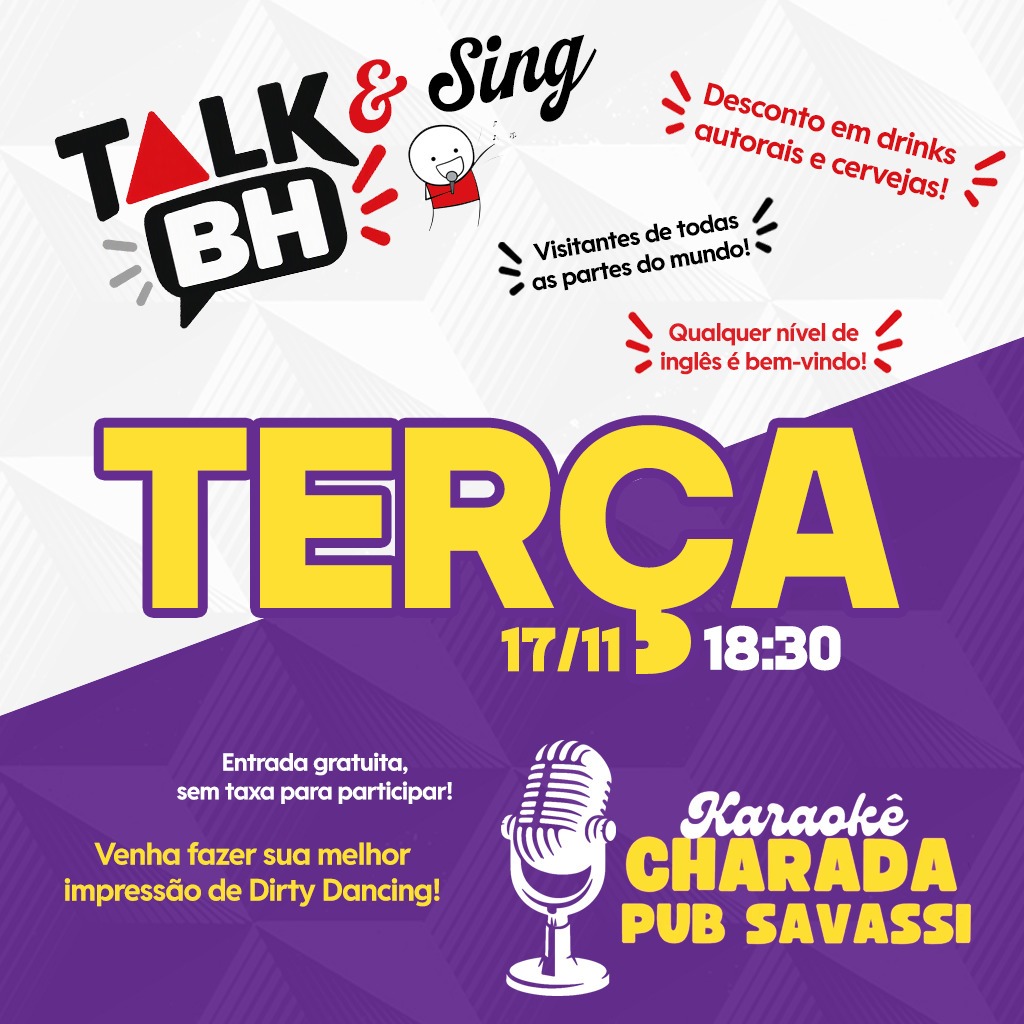 TALK & Sing
BH
Desconto em drinks
autorais e cervejas!
Visitantes de todas
as partes do mundo!
Qualquer nível de
inglês é bem-vindo!
TERÇA
17/11 18:30
Entrada gratuita,
sem taxa para participar!
Venha fazer sua melhor
impressão de Dirty Dancing!
Karaokê
CHARADA
PUB SAVASSI